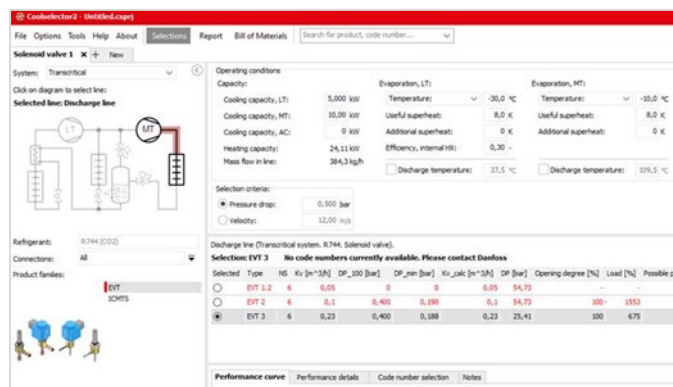 Coolselector2 - Untitled.csprj
File Options Tools Help About Selections Report Bill of Materials Search for product, code number...
Solenoid valve 1 × + New
System: Transcritical
Click on diagram to select line:
Selected line: Discharge line
LT
MT
Refrigerant: R744 (CO2)
Connections: All
Product families:
EVT
ICMTS
Operating conditions
Capacity:
Cooling capacity, LT: 5,000 kW
Cooling capacity, MT: 10,00 kW
Cooling capacity, AC: 0 kW
Heating capacity: 24,11 kW
Mass flow in line: 384,3 kg/h
Evaporation, LT:
Temperature: -30,0 °C
Useful superheat: 8,0 K
Additional superheat: 0 K
Efficiency, internal HX: 0,30 -
Discharge temperature: 37,5 °C
Evaporation, MT:
Temperature: -10,0 °C
Useful superheat: 8,0 K
Additional superheat: 0 K
Discharge temperature: 109,5 °C
Selection criteria:
Pressure drop: 0,500 bar
Velocity: 12,00 m/s
Discharge line (Transcritical system. R744. Solenoid valve).
Selection: EVT 3 No code numbers currently available. Please contact Danfoss
Selected Type NS Kv [m^3/h] DP_100 [bar] DP_min [bar] Kv_calc [m^3/h] DP [bar] Opening degree [%] Load [%] Possible p
EVT 1.2 6 0,05 0 0 0,05 54,73 - -
EVT 2 6 0,1 0,400 0,190 0,1 54,73 100- 1553
EVT 3 6 0,23 0,400 0,188 0,23 25,41 100 675
Performance curve Performance details Code number selection Notes